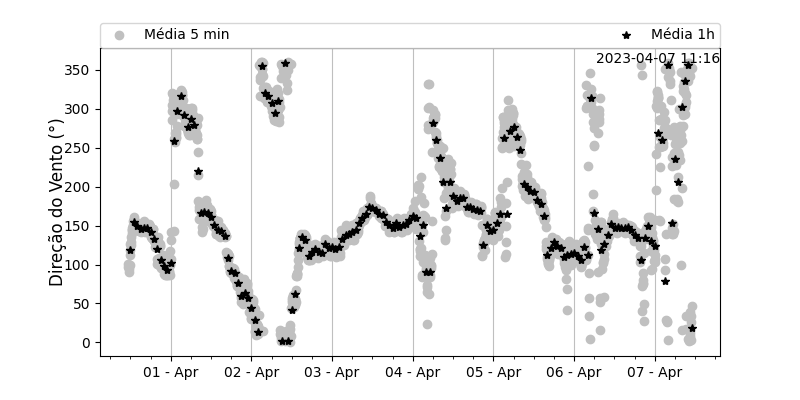 Média 5 min
Média 1h
2023-04-07 11:16
Direção do Vento (°)
350
300
250
200
150
100
50
0
01 - Apr
02 - Apr
03 - Apr
04 - Apr
05 - Apr
06 - Apr
07 - Apr